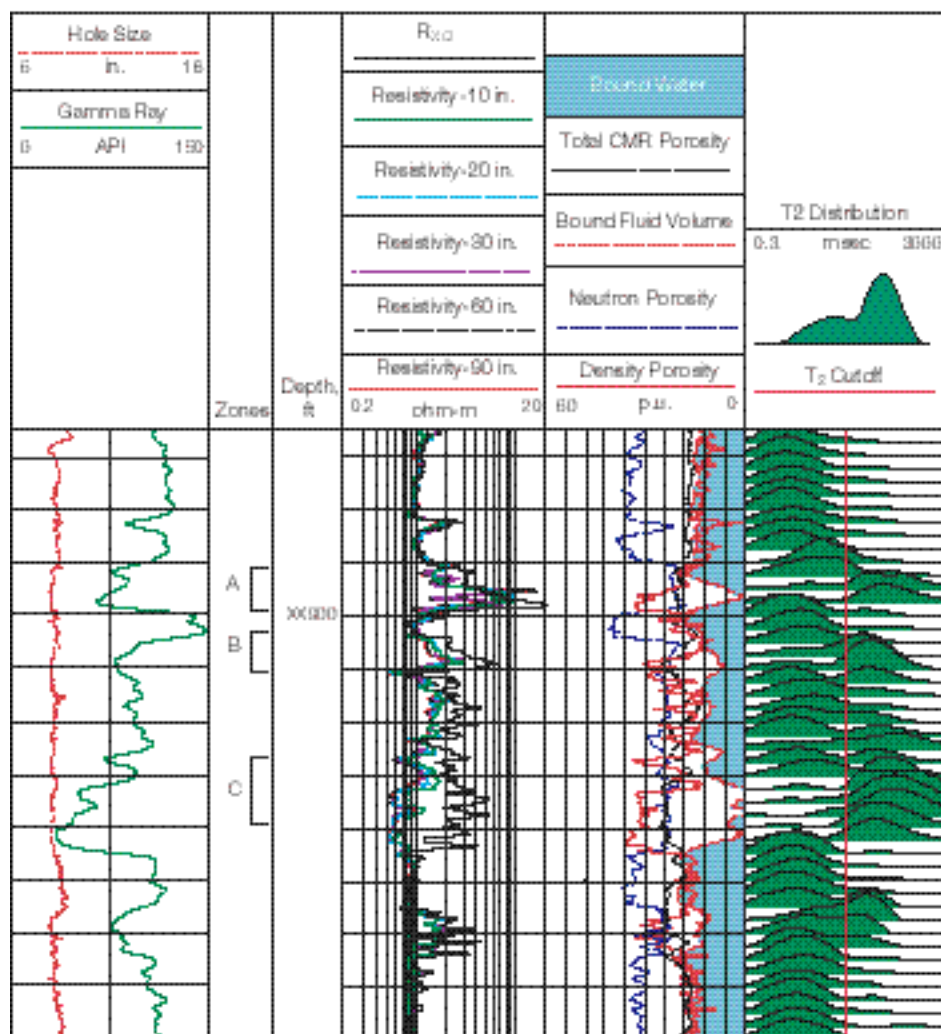 Hole Size
6 in. 16
Gamma Ray
0 API 150
Zones
Depth, ft
RXO
Resistivity-10 in.
Resistivity-20 in.
Resistivity-30 in.
Resistivity-60 in.
Resistivity-90 in.
0.2 ohm-m 20
Bound Water
Total CMR Porosity
Bound Fluid Volume
Neutron Porosity
Density Porosity
60 p.u. 0
T2 Distribution
0.3 msec 3000
T2 Cutoff
A
B
C